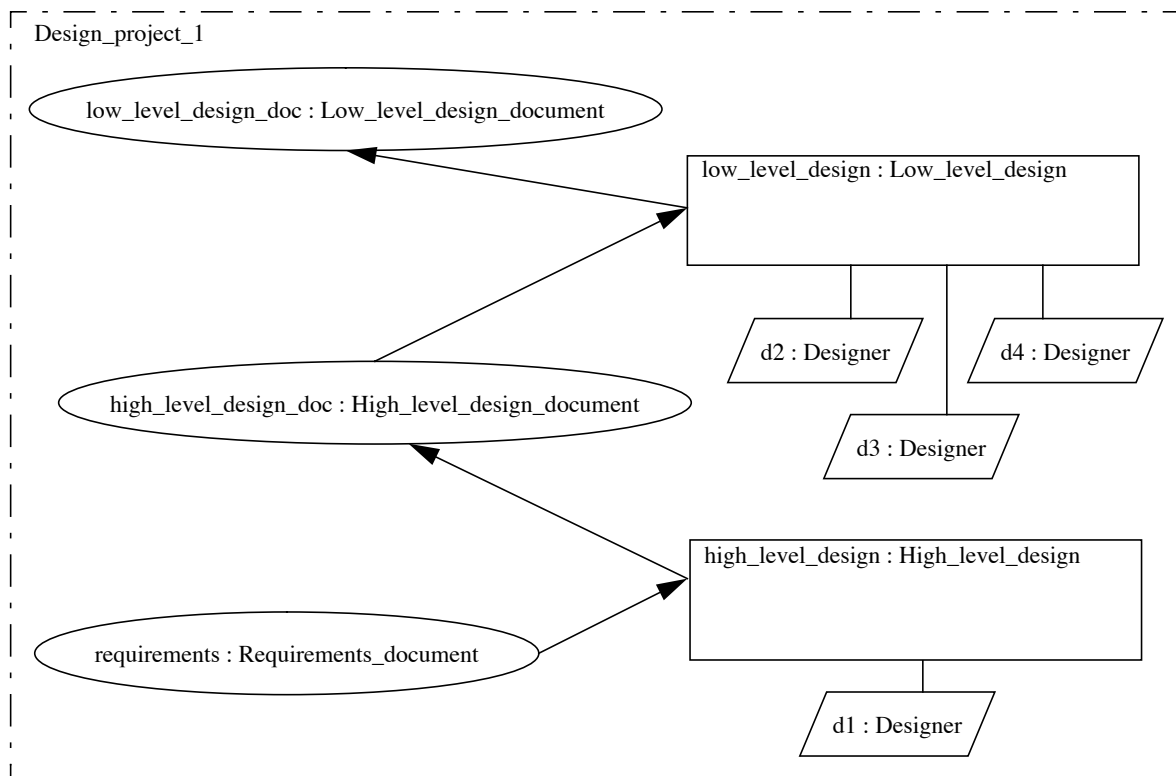 Design_project_1
low_level_design_doc : Low_level_design_document
low_level_design : Low_level_design
d2 : Designer
d4 : Designer
high_level_design_doc : High_level_design_document
d3 : Designer
high_level_design : High_level_design
requirements : Requirements_document
d1 : Designer